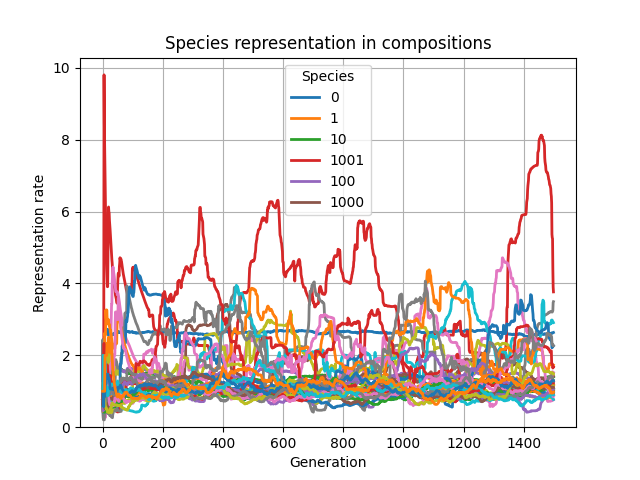 Species representation in compositions
Representation rate
10
8
6
4
2
0
Species
0
1
10
1001
100
1000
0 200 400 600 800 1000 1200 1400
Generation